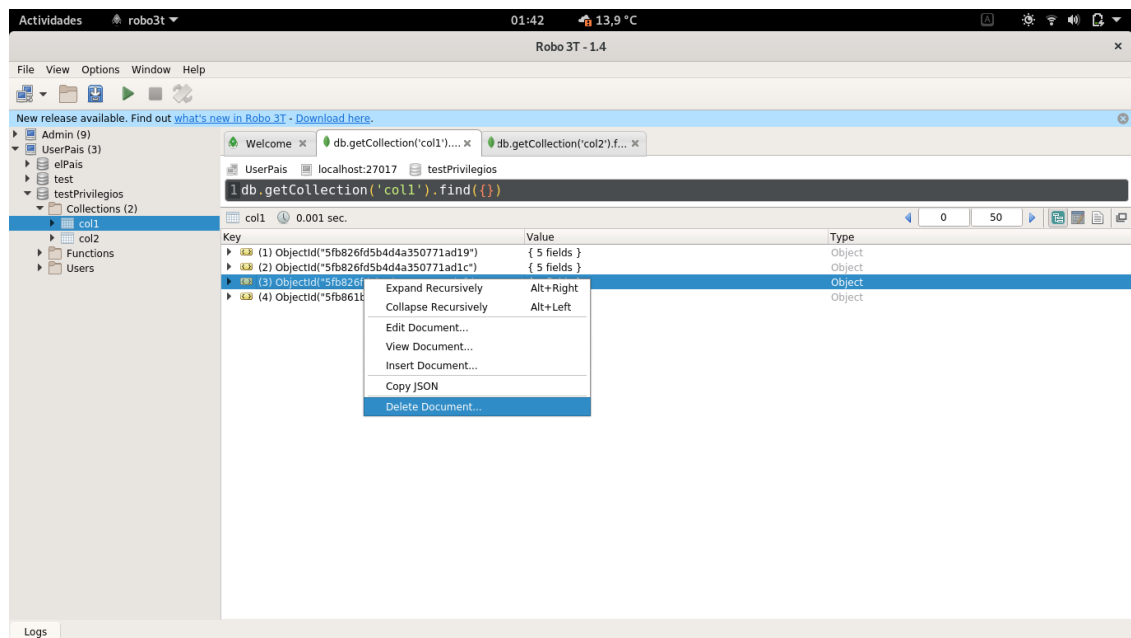 Actividades robo3t 01:42 13,9 °C A
Robo 3T - 1.4 ×
File View Options Window Help
New release available. Find out what's new in Robo 3T - Download here.
Admin (9)
UserPais (3)
elPais
test
testPrivilegios
Collections (2)
col1
col2
Functions
Users
Welcome × db.getCollection('col1').... × db.getCollection('col2').f... ×
UserPais localhost:27017 testPrivilegios
1 db.getCollection('col1').find({})
col1 0.001 sec. 0 50
Key Value Type
(1) ObjectId("5fb826fd5b4d4a350771ad19") { 5 fields } Object
(2) ObjectId("5fb826fd5b4d4a350771ad1c") { 5 fields } Object
(3) ObjectId("5fb826f Object
(4) ObjectId("5fb861b Object
Expand Recursively Alt+Right
Collapse Recursively Alt+Left
Edit Document...
View Document...
Insert Document...
Copy JSON
Delete Document...
Logs